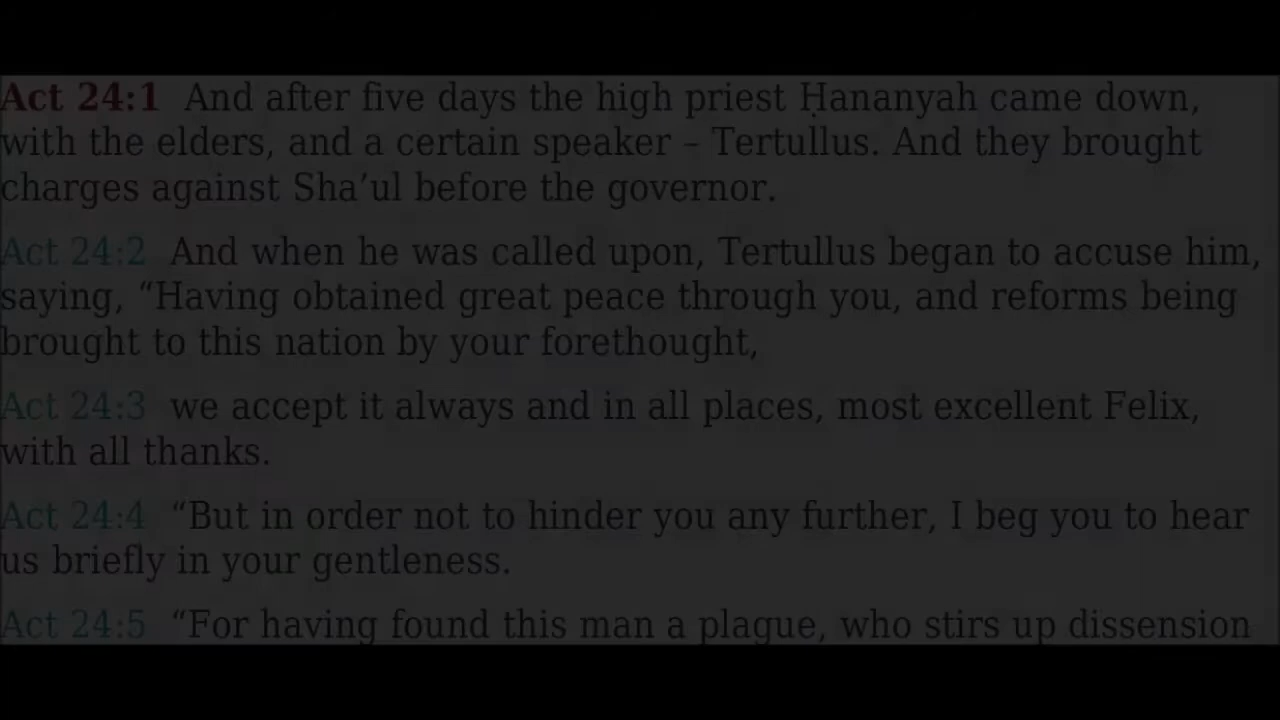 Act 24:1 And after five days the high priest Ḥananyah came down,
with the elders, and a certain speaker – Tertullus. And they brought
charges against Sha’ul before the governor.
Act 24:2 And when he was called upon, Tertullus began to accuse him,
saying, “Having obtained great peace through you, and reforms being
brought to this nation by your forethought,
Act 24:3 we accept it always and in all places, most excellent Felix,
with all thanks.
Act 24:4 “But in order not to hinder you any further, I beg you to hear
us briefly in your gentleness.
Act 24:5 “For having found this man a plague, who stirs up dissension